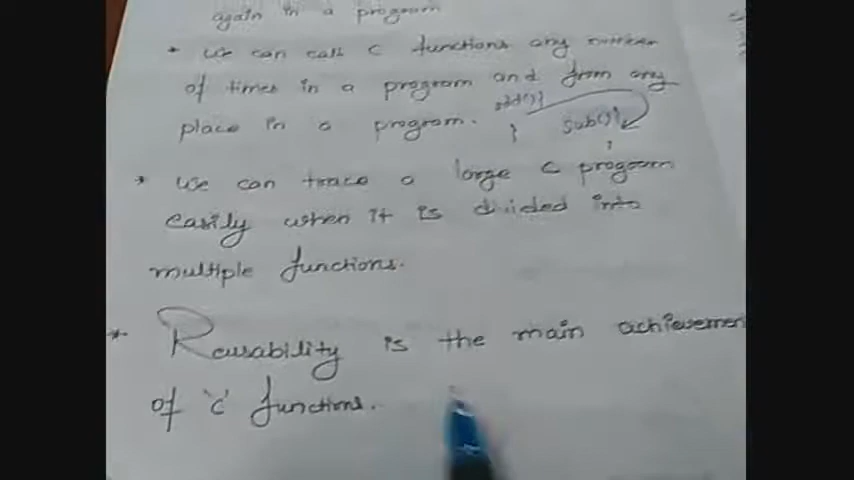 again in a program
* we can call c functions any number
of times in a program and from any
place in a program. add(){
} sub(){
}
* we can trace a large c program
easily when it is divided into
multiple functions.
* Reusability is the main achievemen
of 'c' functions.